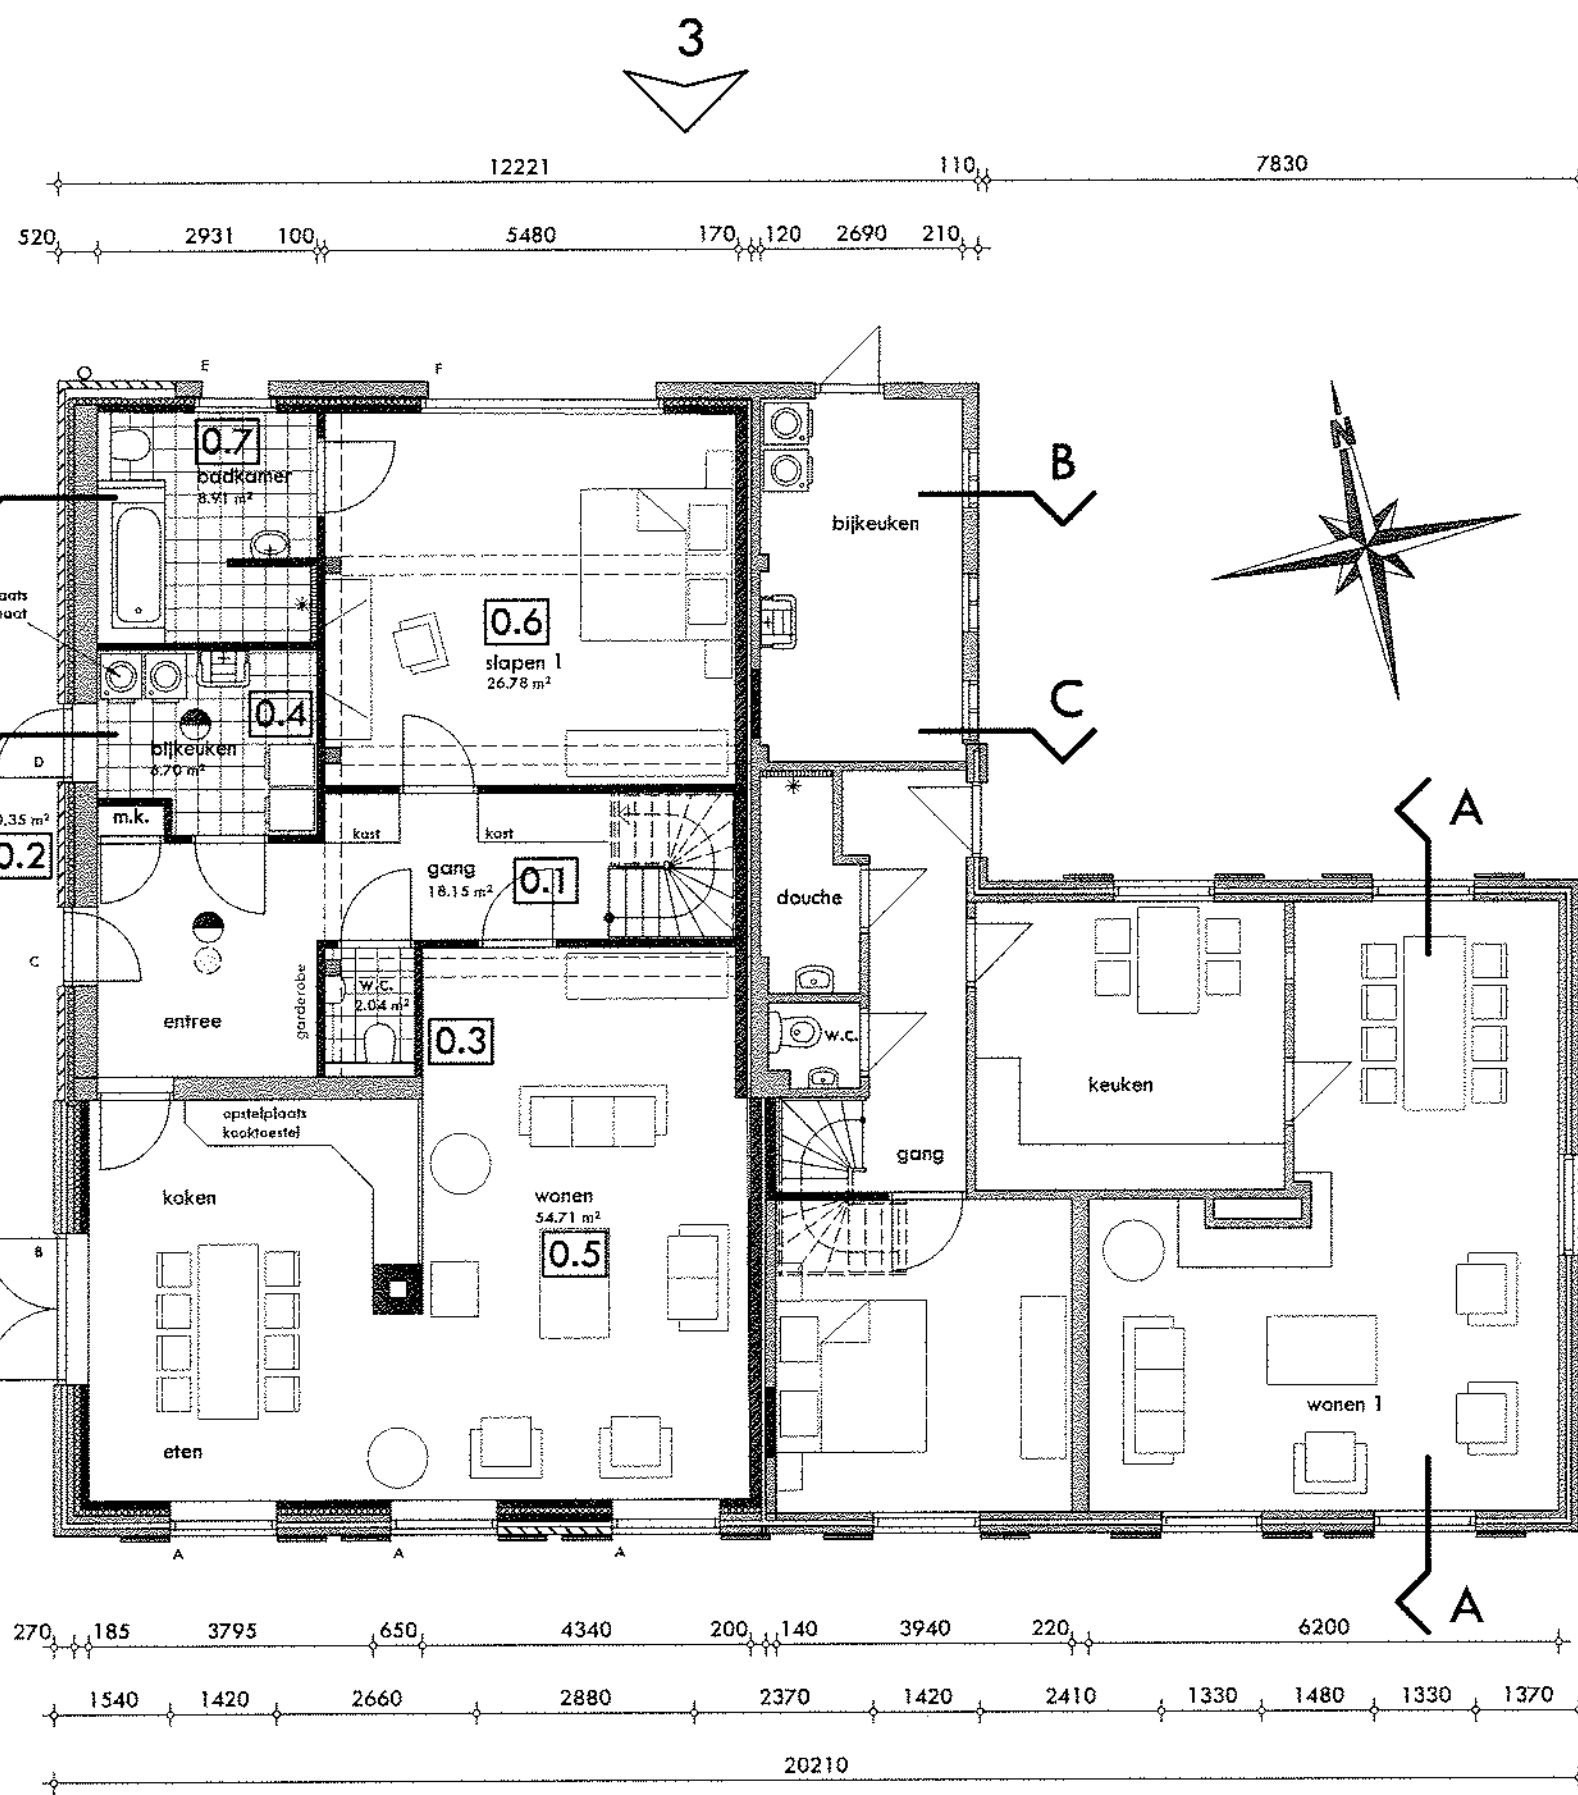 3
12221 110 7830
520 2931 100 5480 170 120 2690 210
E F
N
0.7
badkamer
8.91 m²
B
bijkeuken
0.6
slapen 1
26.78 m²
0.4
bijkeuken
6.70 m²
C
D
m.k.
kast kast
A
0.2
gang
18.15 m²
0.1
douche
C
garderobe
w.c.
2.04 m²
entree
0.3
w.c.
keuken
opstelplaats
kooktoestel
gang
koken
wonen
54.71 m²
0.5
B
wonen 1
eten
A A A
A
270 185 3795 650 4340 200 140 3940 220 6200
1540 1420 2660 2880 2370 1420 2410 1330 1480 1330 1370
20210